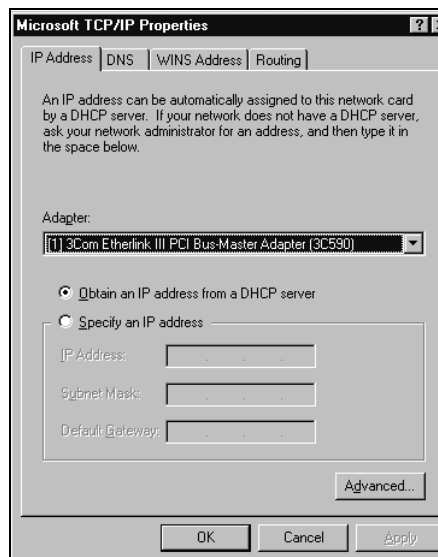 Microsoft TCP/IP Properties
IP Address DNS WINS Address Routing
An IP address can be automatically assigned to this network card
by a DHCP server. If your network does not have a DHCP server,
ask your network administrator for an address, and then type it in
the space below.
Adapter:
[1] 3Com Etherlink III PCI Bus-Master Adapter (3C590)
Obtain an IP address from a DHCP server
Specify an IP address
IP Address:
Subnet Mask:
Default Gateway:
Advanced...
OK Cancel Apply